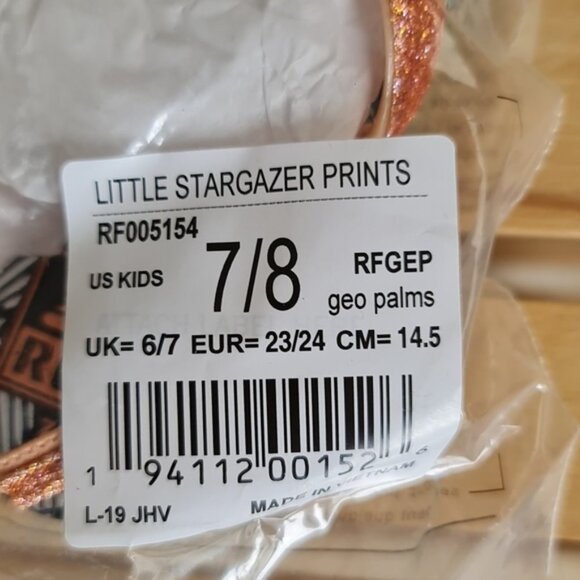 LITTLE STARGAZER PRINTS
RF005154
US KIDS 7/8 RFGEP
geo palms
UK= 6/7 EUR= 23/24 CM= 14.5
1 94112 00152 6
MADE IN VIETNAM
L-19 JHV